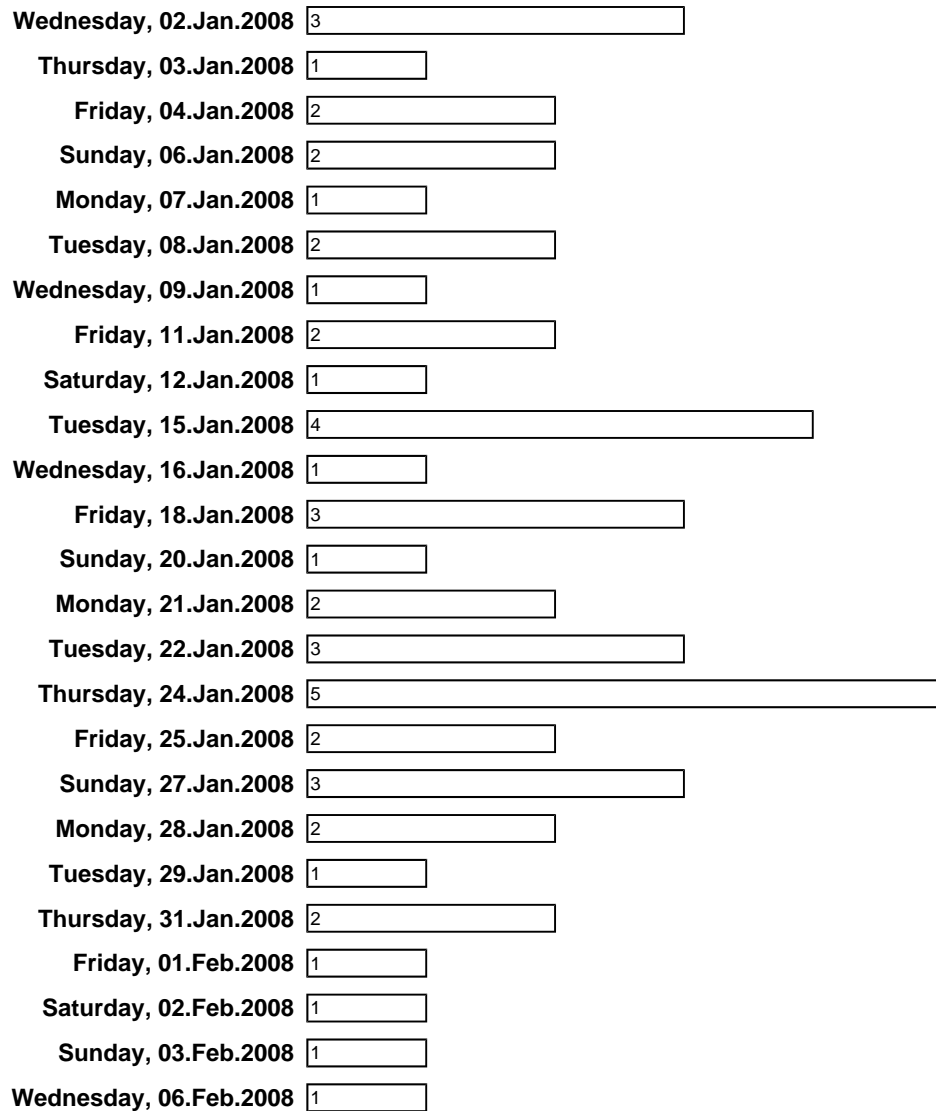 Wednesday, 02.Jan.2008 3
Thursday, 03.Jan.2008 1
Friday, 04.Jan.2008 2
Sunday, 06.Jan.2008 2
Monday, 07.Jan.2008 1
Tuesday, 08.Jan.2008 2
Wednesday, 09.Jan.2008 1
Friday, 11.Jan.2008 2
Saturday, 12.Jan.2008 1
Tuesday, 15.Jan.2008 4
Wednesday, 16.Jan.2008 1
Friday, 18.Jan.2008 3
Sunday, 20.Jan.2008 1
Monday, 21.Jan.2008 2
Tuesday, 22.Jan.2008 3
Thursday, 24.Jan.2008 5
Friday, 25.Jan.2008 2
Sunday, 27.Jan.2008 3
Monday, 28.Jan.2008 2
Tuesday, 29.Jan.2008 1
Thursday, 31.Jan.2008 2
Friday, 01.Feb.2008 1
Saturday, 02.Feb.2008 1
Sunday, 03.Feb.2008 1
Wednesday, 06.Feb.2008 1